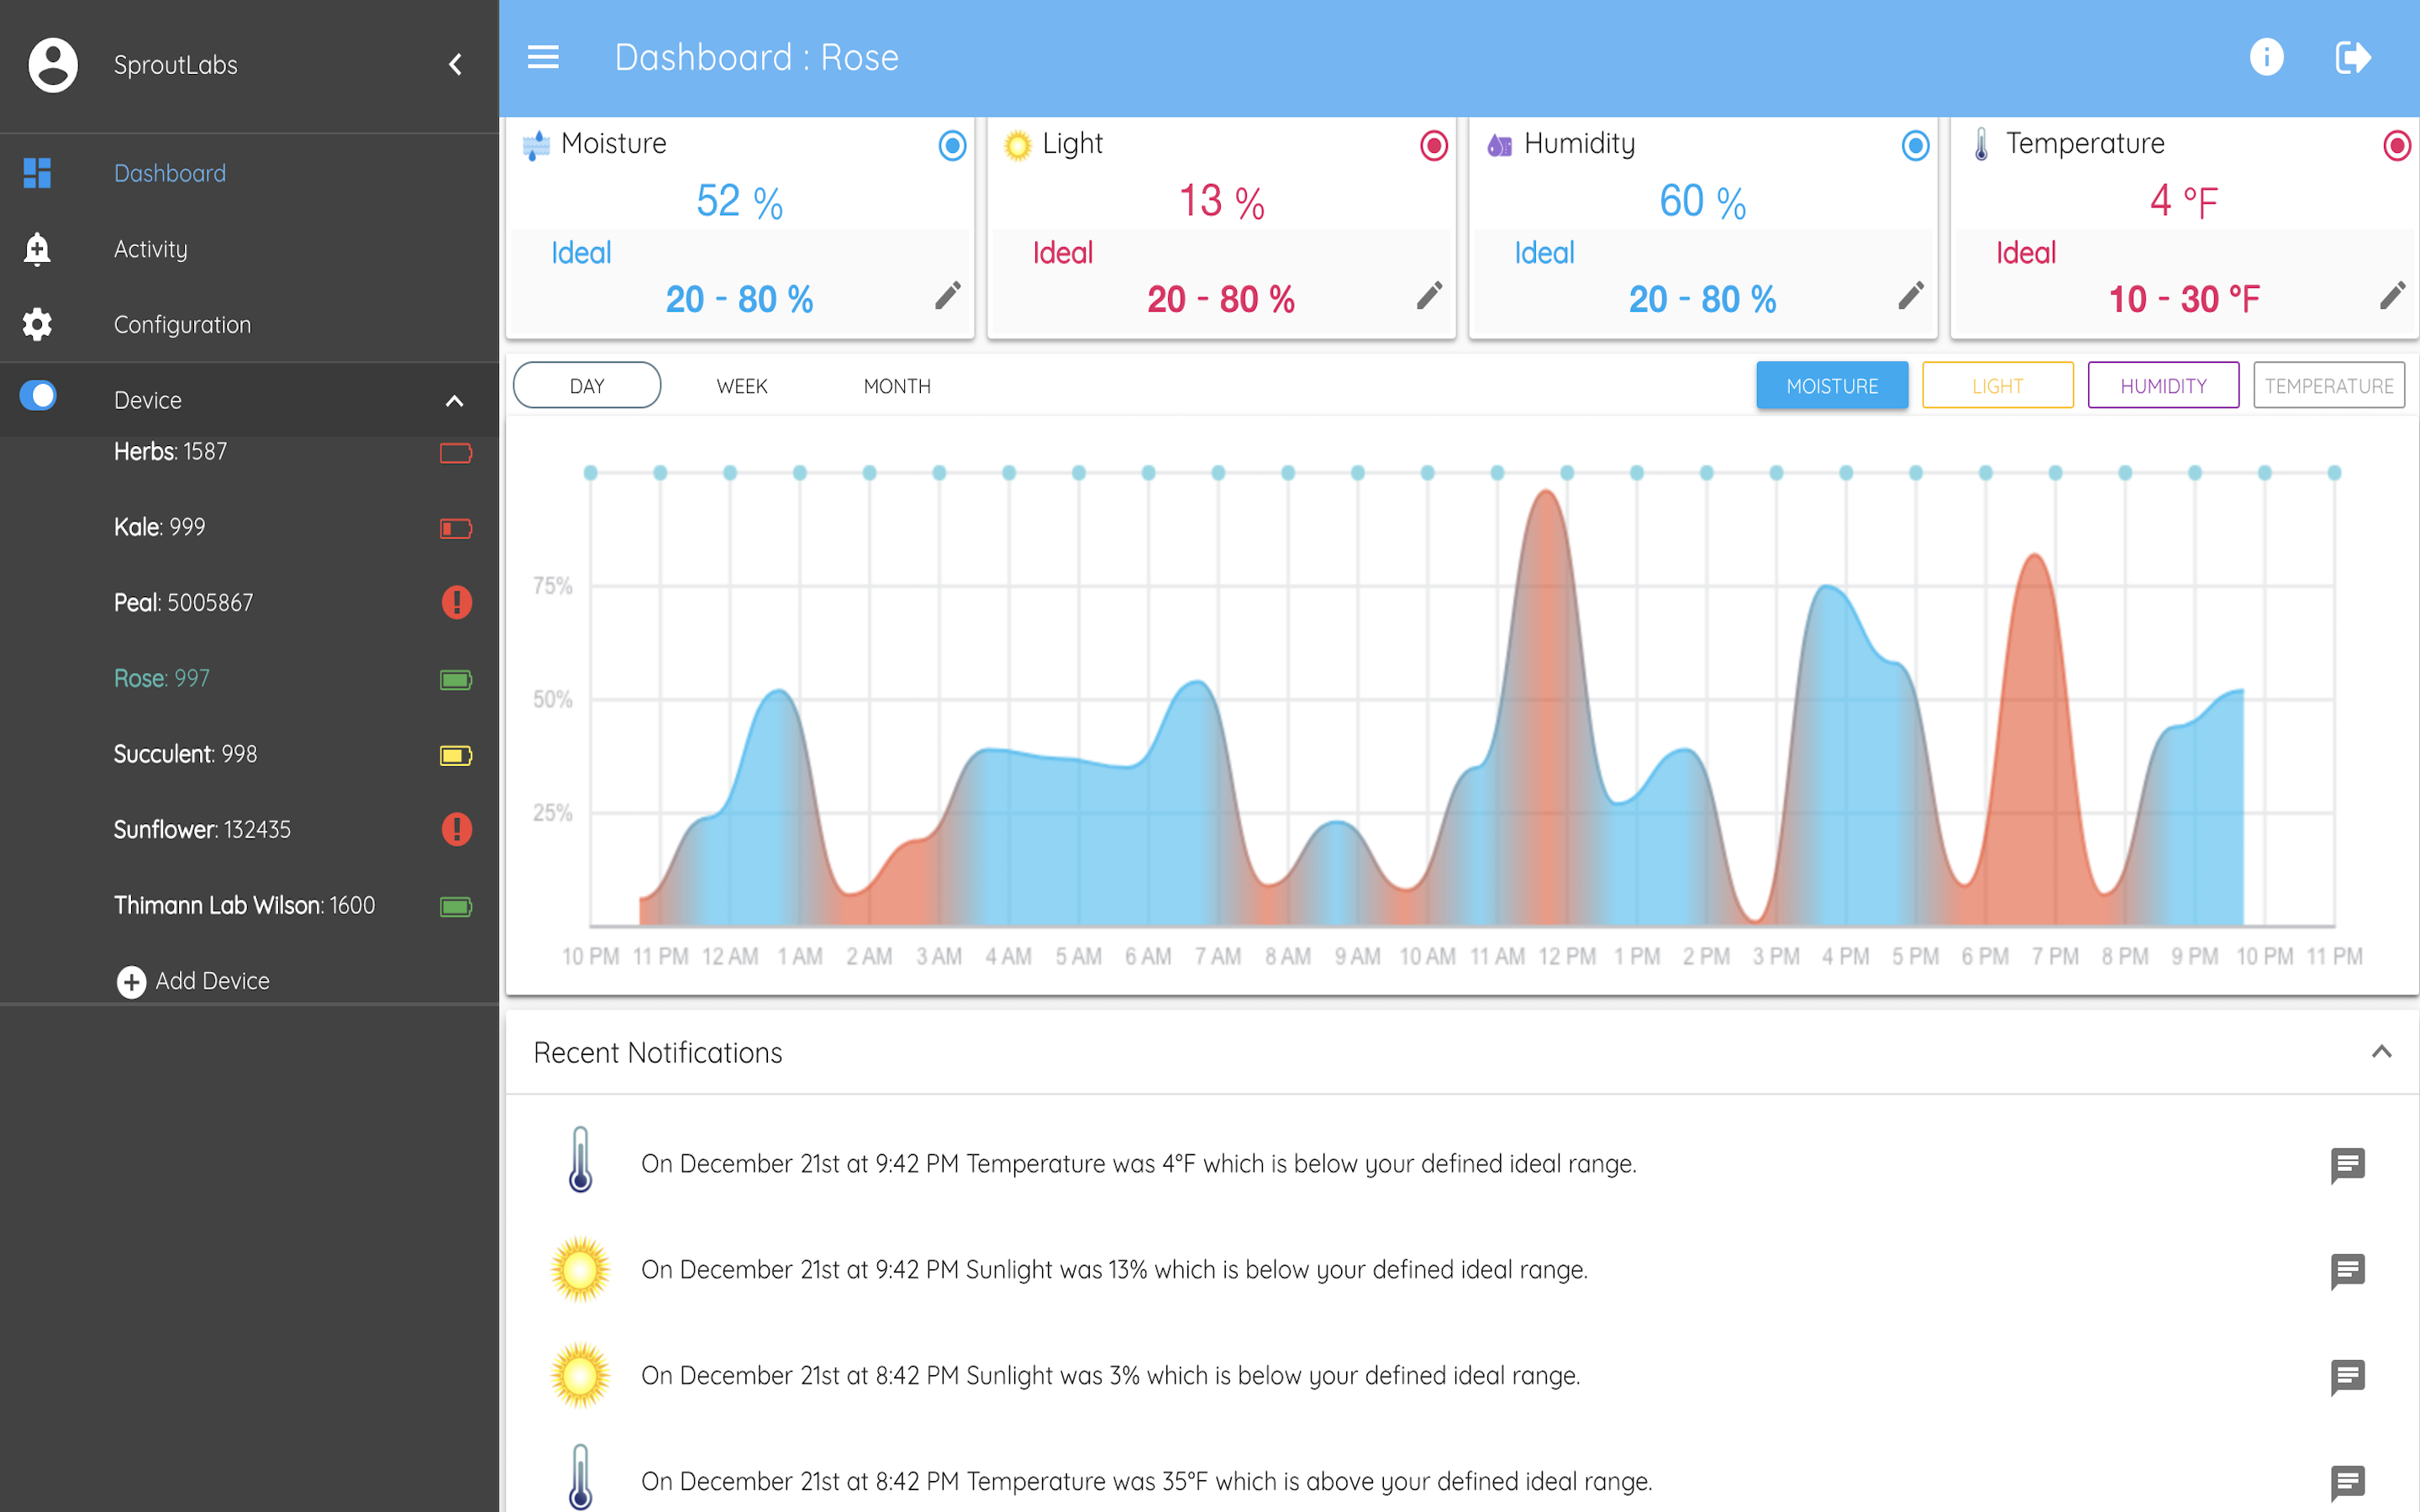 SproutLabs
Dashboard
Activity
Configuration
Device
Herbs: 1587
Kale: 999
Peal: 5005867
Rose: 997
Succulent: 998
Sunflower: 132435
Thimann Lab Wilson: 1600
Add Device
Dashboard : Rose
Moisture
52 %
Ideal
20 - 80 %
Light
13 %
Ideal
20 - 80 %
Humidity
60 %
Ideal
20 - 80 %
Temperature
4 °F
Ideal
10 - 30 °F
DAY WEEK MONTH
MOISTURE LIGHT HUMIDITY TEMPERATURE
75%
50%
25%
10 PM 11 PM 12 AM 1 AM 2 AM 3 AM 4 AM 5 AM 6 AM 7 AM 8 AM 9 AM 10 AM 11 AM 12 PM 1 PM 2 PM 3 PM 4 PM 5 PM 6 PM 7 PM 8 PM 9 PM 10 PM 11 PM
Recent Notifications
On December 21st at 9:42 PM Temperature was 4°F which is below your defined ideal range.
On December 21st at 9:42 PM Sunlight was 13% which is below your defined ideal range.
On December 21st at 8:42 PM Sunlight was 3% which is below your defined ideal range.
On December 21st at 8:42 PM Temperature was 35°F which is above your defined ideal range.